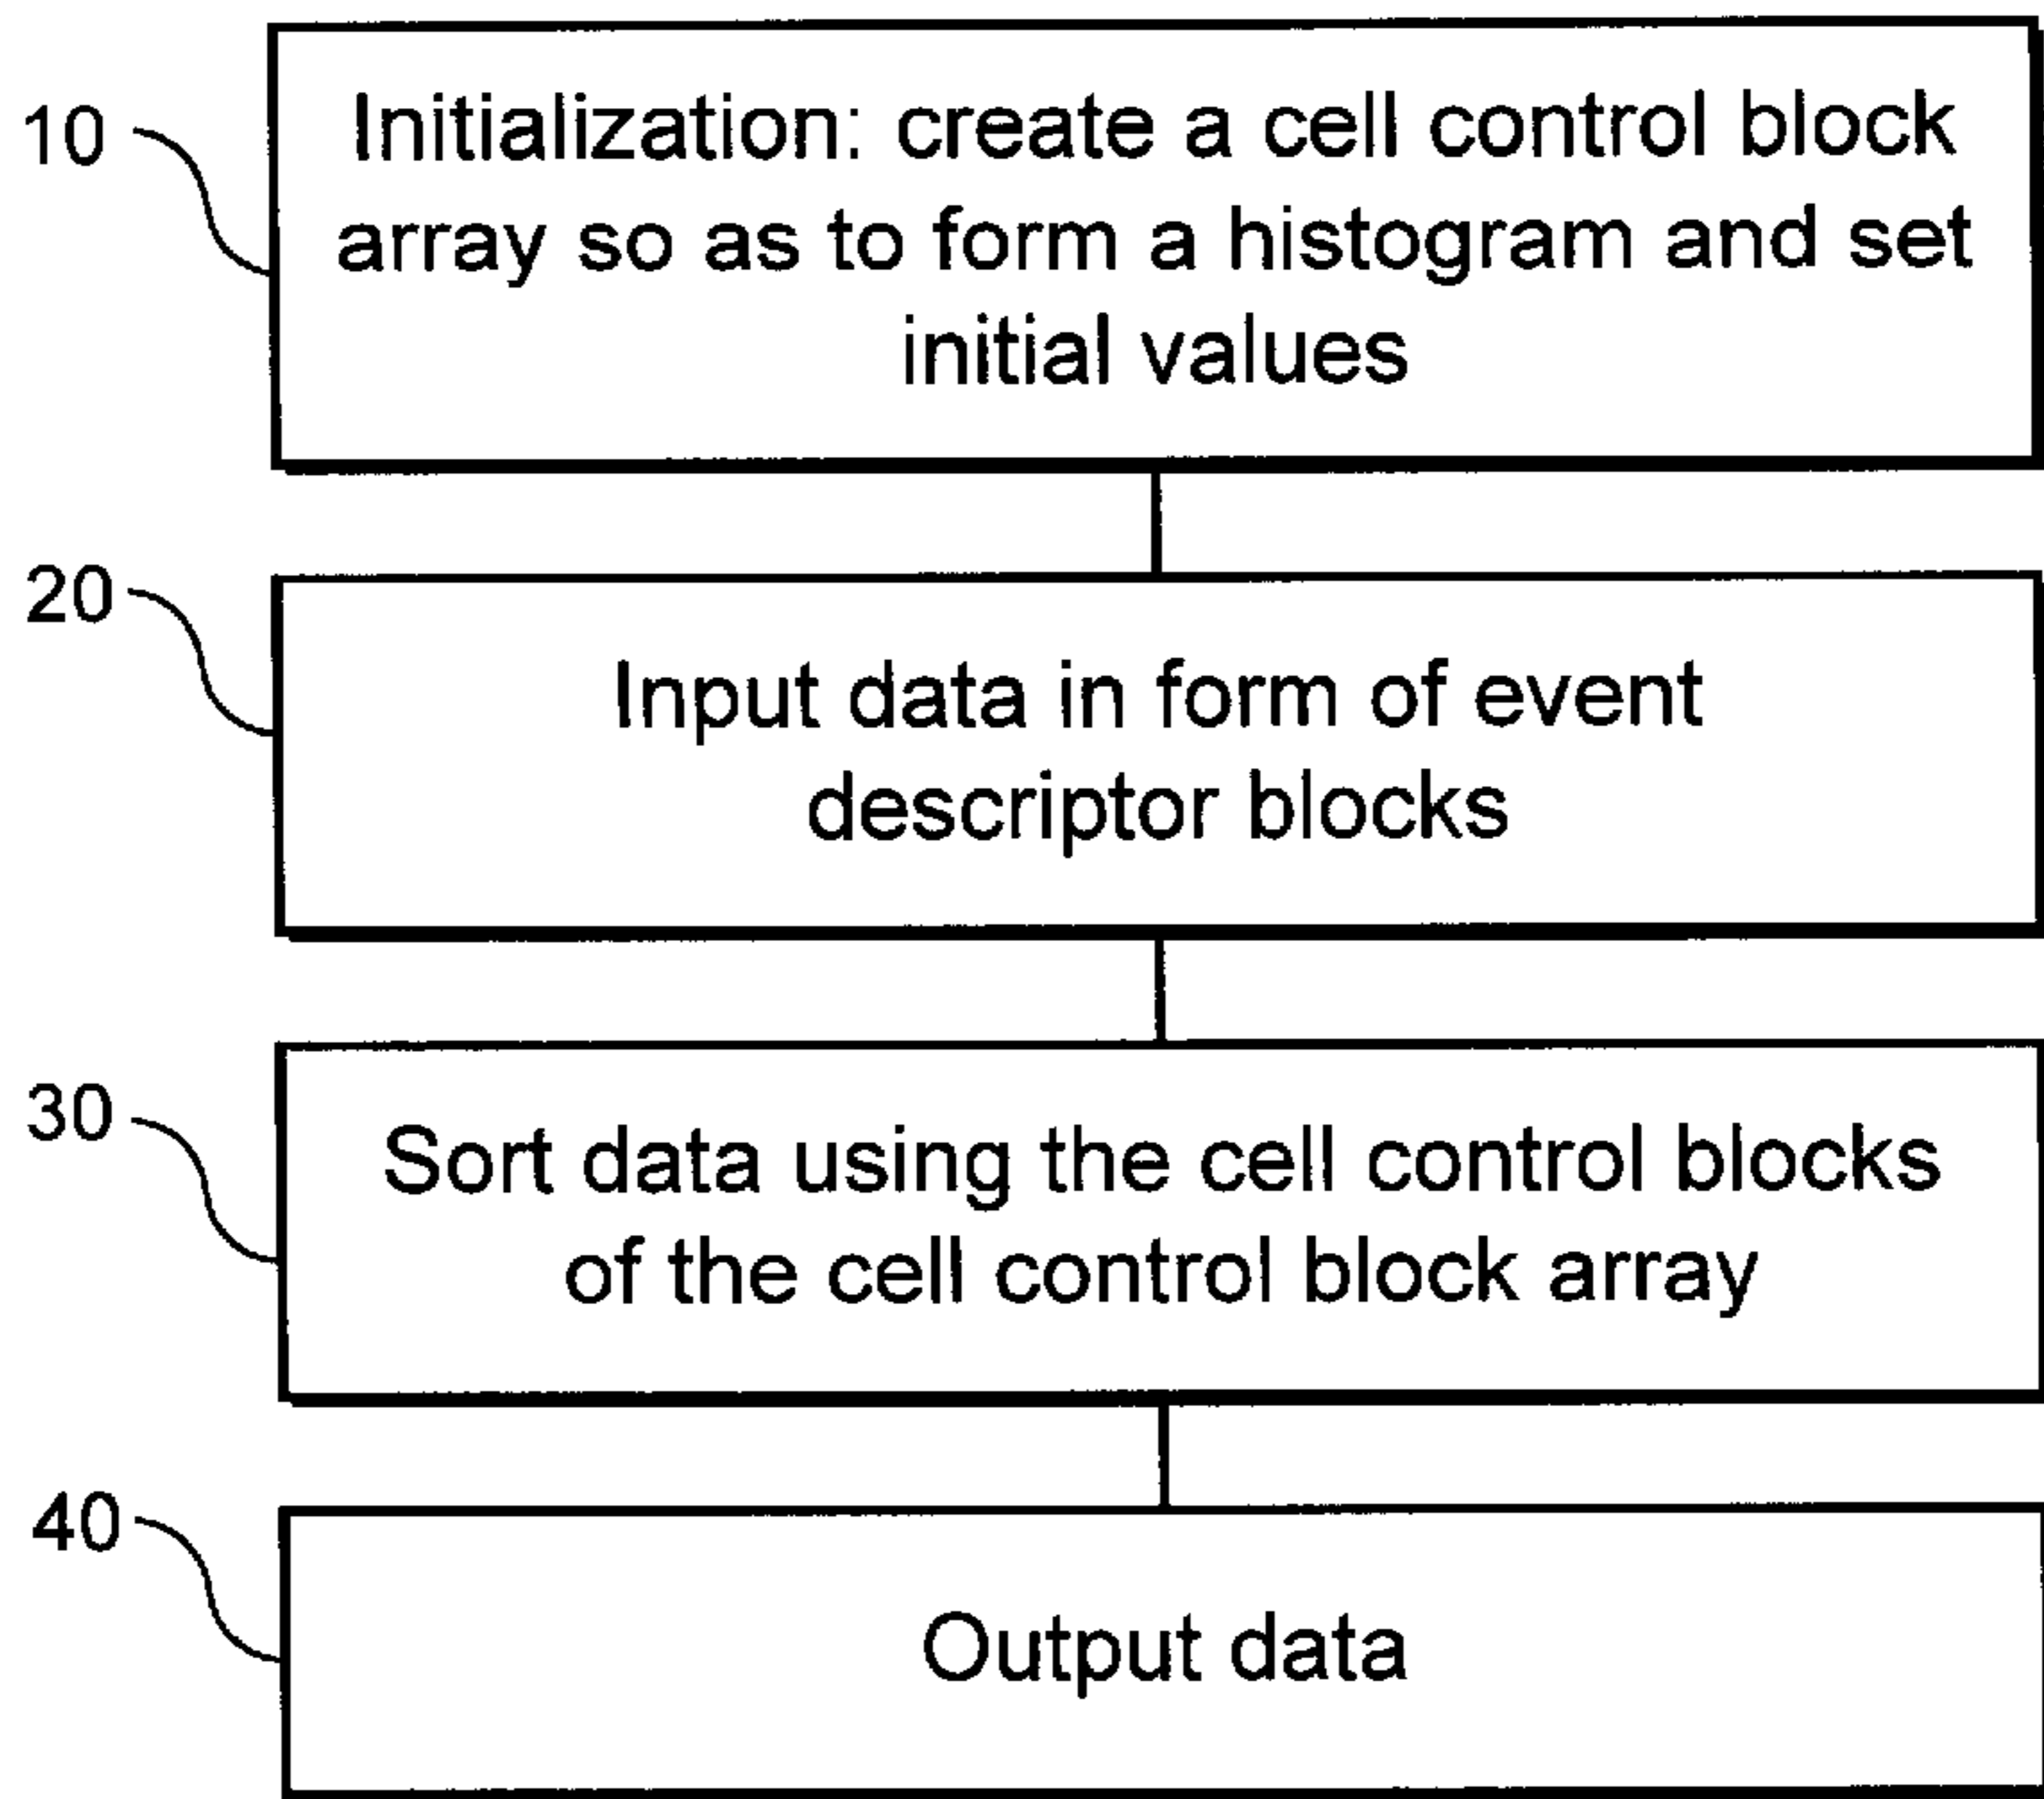 10
Initialization: create a cell control block
array so as to form a histogram and set
initial values
20
Input data in form of event
descriptor blocks
30
Sort data using the cell control blocks
of the cell control block array
40
Output data